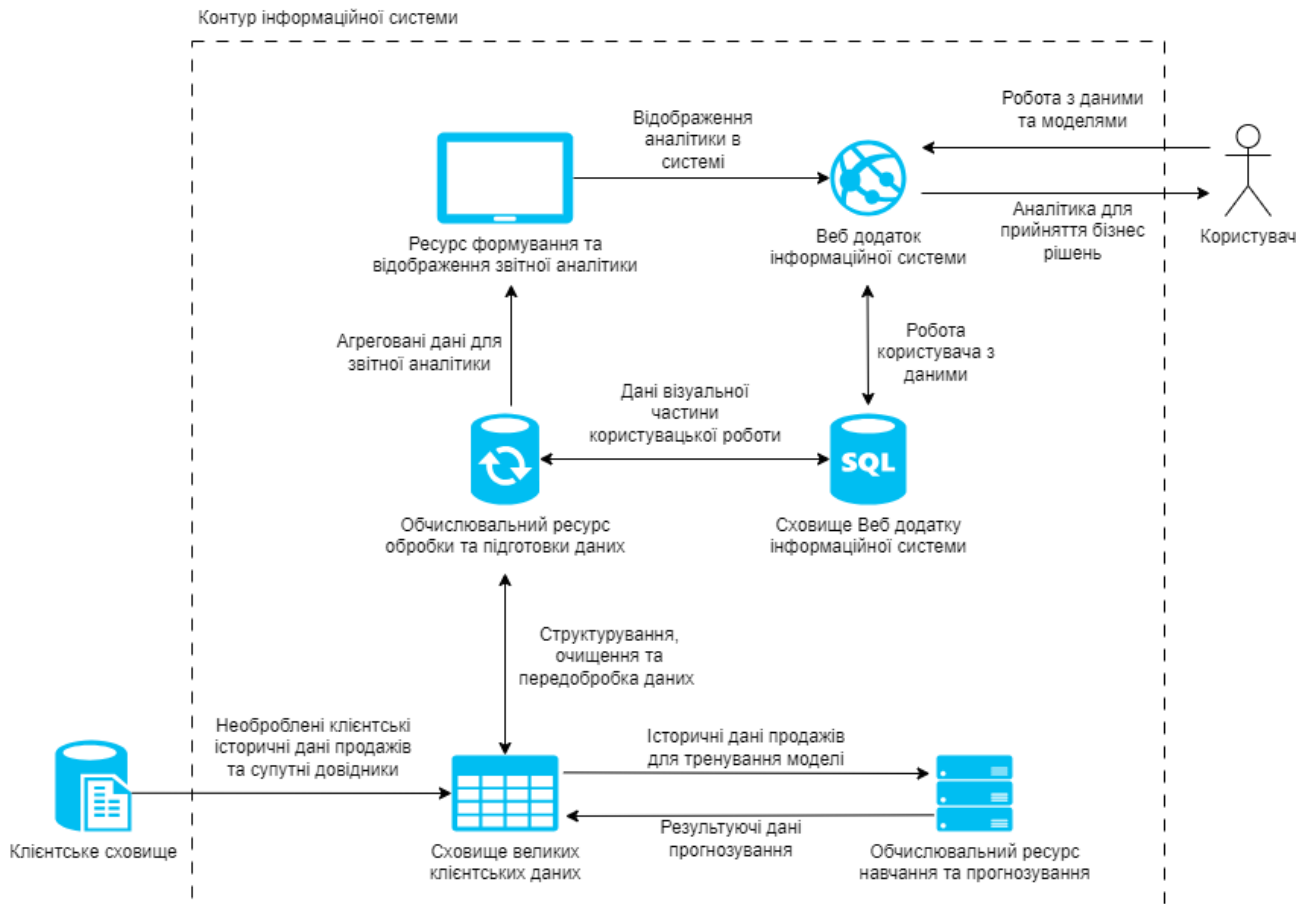 Контур інформаційної системи
Відображення
аналітики в
системі
Робота з даними
та моделями
Ресурс формування та
відображення звітної аналітики
Веб додаток
інформаційної системи
Аналітика для
прийняття бізнес
рішень
Користувач
Агреговані дані для
звітної аналітики
Робота
користувача з
даними
Дані візуальної
частини
користувацької роботи
SQL
Обчислювальний ресурс
обробки та підготовки даних
Сховище Веб додатку
інформаційної системи
Структурування,
очищення та
передобробка даних
Необроблені клієнтські
історичні дані продажів
та супутні довідники
Історичні дані продажів
для тренування моделі
Результуючі дані
прогнозування
Клієнтське сховище
Сховище великих
клієнтських даних
Обчислювальний ресурс
навчання та прогнозування